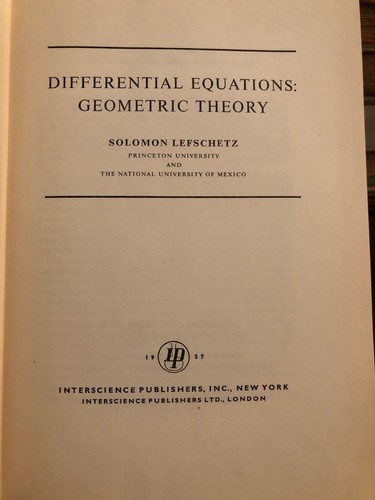 DIFFERENTIAL EQUATIONS:
GEOMETRIC THEORY
SOLOMON LEFSCHETZ
PRINCETON UNIVERSITY
AND
THE NATIONAL UNIVERSITY OF MEXICO
19 IP 57
INTERSCIENCE PUBLISHERS, INC., NEW YORK
INTERSCIENCE PUBLISHERS LTD., LONDON